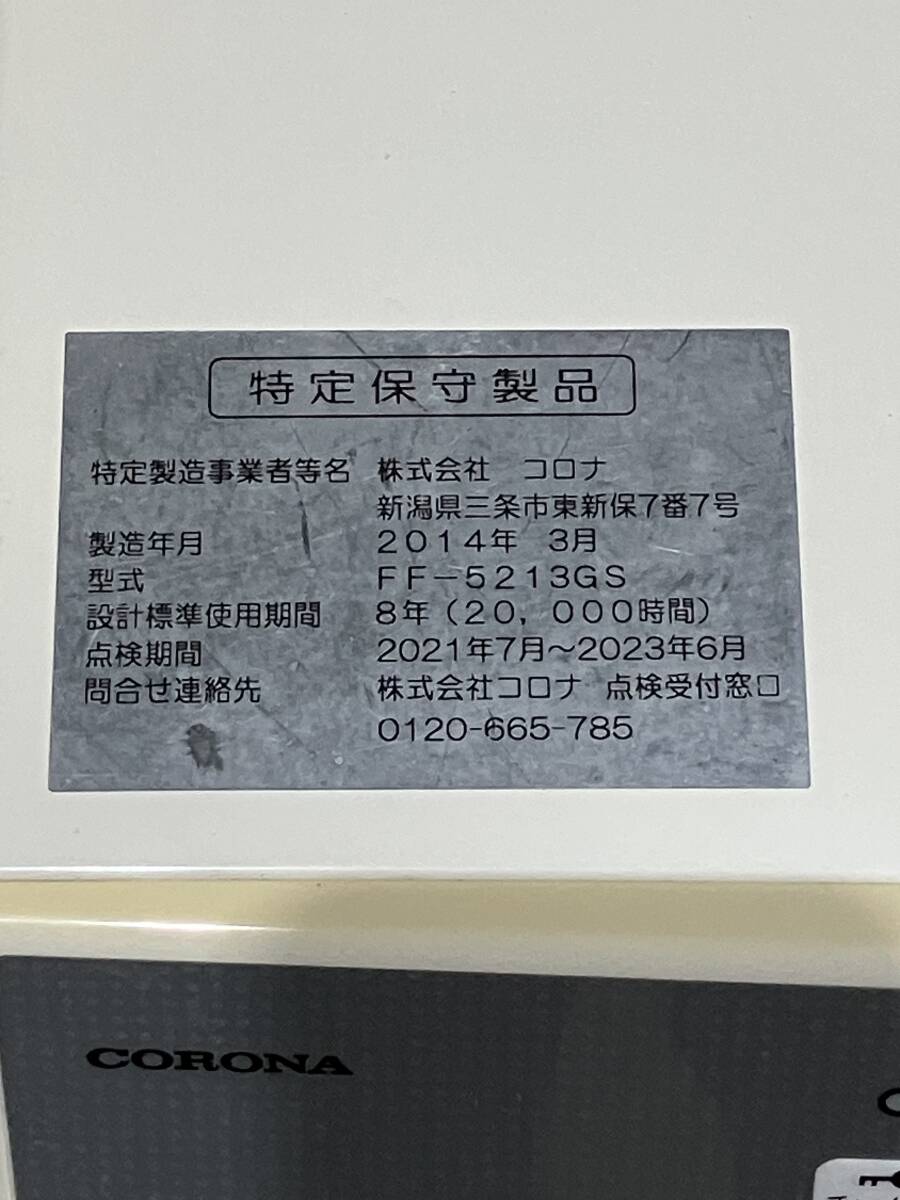 特定保守製品
特定製造事業者等名 株式会社 コロナ
新潟県三条市東新保7番7号
製造年月 2014年 3月
型式 FF-5213GS
設計標準使用期間 8年(20,000時間)
点検期間 2021年7月~2023年6月
問合せ連絡先 株式会社コロナ 点検受付窓口
0120-665-785
CORONA